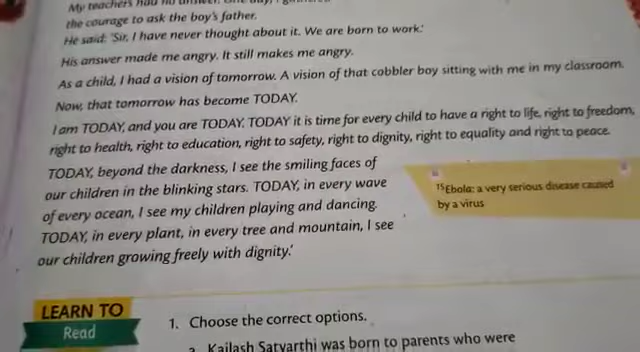 My teachers had no answer. One day, I
the courage to ask the boy's father.
He said: 'Sir, I have never thought about it. We are born to work.'
His answer made me angry. It still makes me angry.
As a child, I had a vision of tomorrow. A vision of that cobbler boy sitting with me in my classroom.
Now, that tomorrow has become TODAY.
I am TODAY, and you are TODAY. TODAY it is time for every child to have a right to life, right to freedom,
right to health, right to education, right to safety, right to dignity, right to equality and right to peace.
TODAY, beyond the darkness, I see the smiling faces of
our children in the blinking stars. TODAY, in every wave
of every ocean, I see my children playing and dancing.
TODAY, in every plant, in every tree and mountain, I see
our children growing freely with dignity.'
15Ebola: a very serious disease caused
by a virus
LEARN TO
Read
1. Choose the correct options.
Kailash Satyarthi was born to parents who were